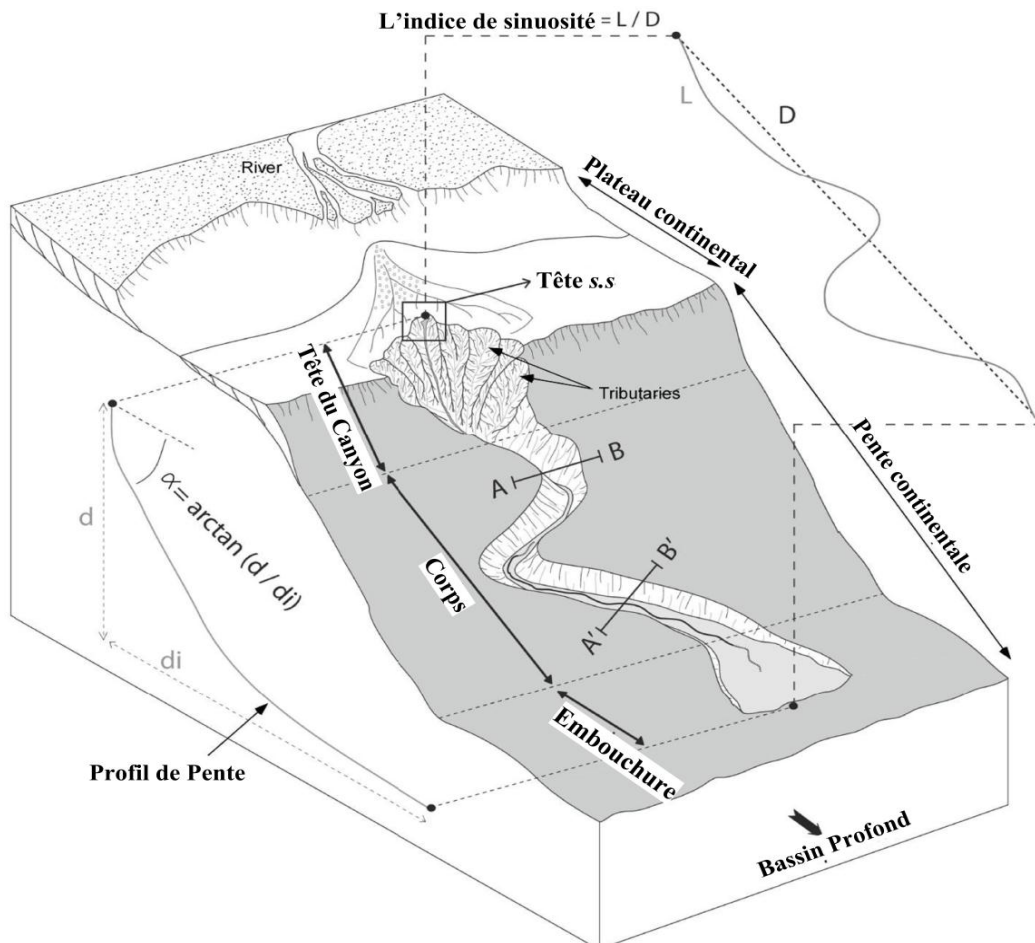 L'indice de sinuosité = L / D
L
D
River
Plateau continental
Tête s.s
Tributaries
Tête du Canyon
A
B
Pente continentale
d
α = arctan (d / di)
Corps
B'
A'
di
Embouchure
Profil de Pente
Bassin Profond